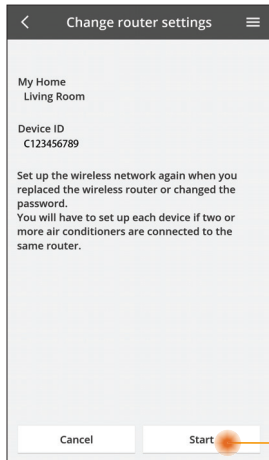 Change router settings
My Home
Living Room
Device ID
C123456789
Set up the wireless network again when you
replaced the wireless router or changed the
password.
You will have to set up each device if two or
more air conditioners are connected to the
same router.
Cancel
Start